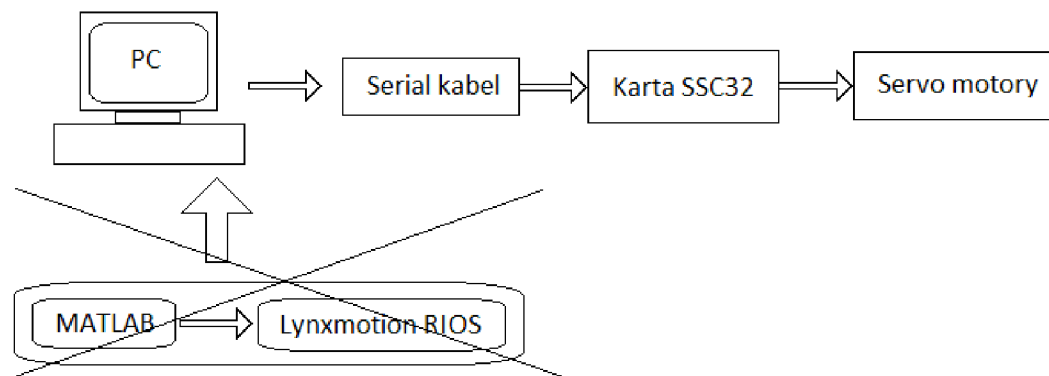 PC
Serial kabel
Karta SSC32
Servo motory
MATLAB
Lynxmotion RIOS